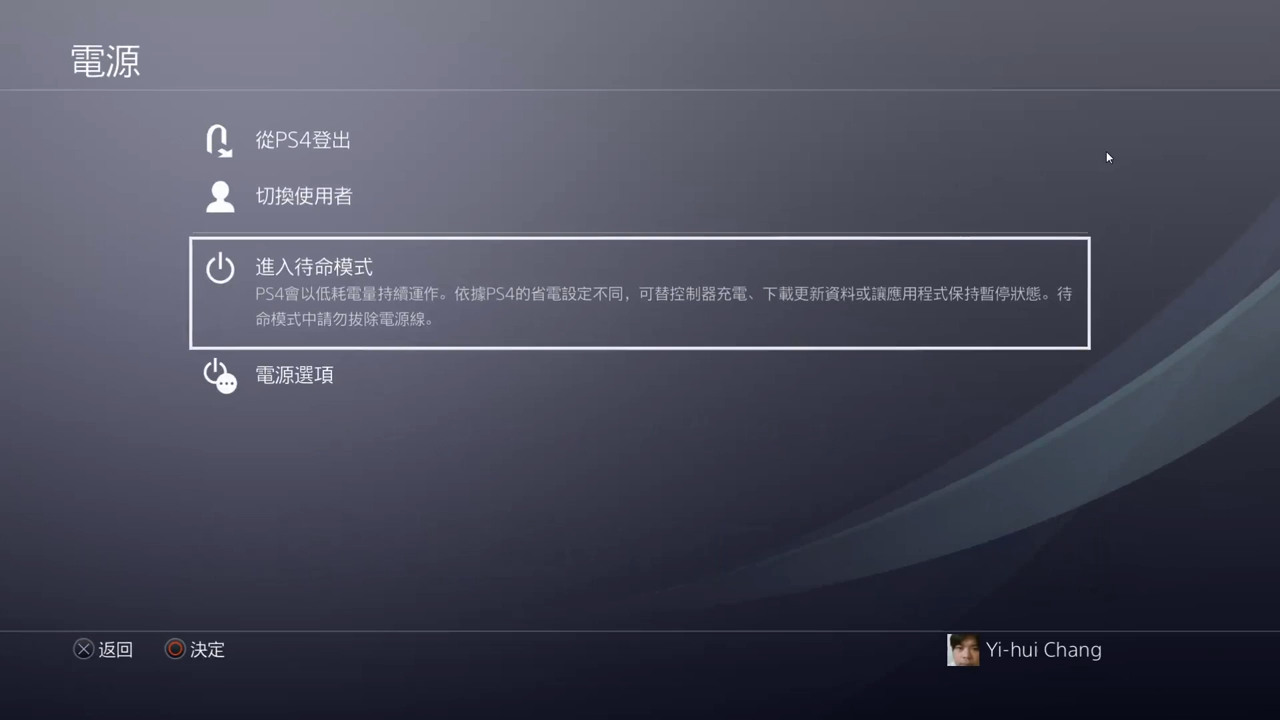 電源
從PS4登出
切換使用者
進入待命模式
PS4會以低耗電量持續運作。依據PS4的省電設定不同，可替控制器充電、下載更新資料或讓應用程式保持暫停狀態。待
命模式中請勿拔除電源線。
電源選項
返回
決定
Yi-hui Chang